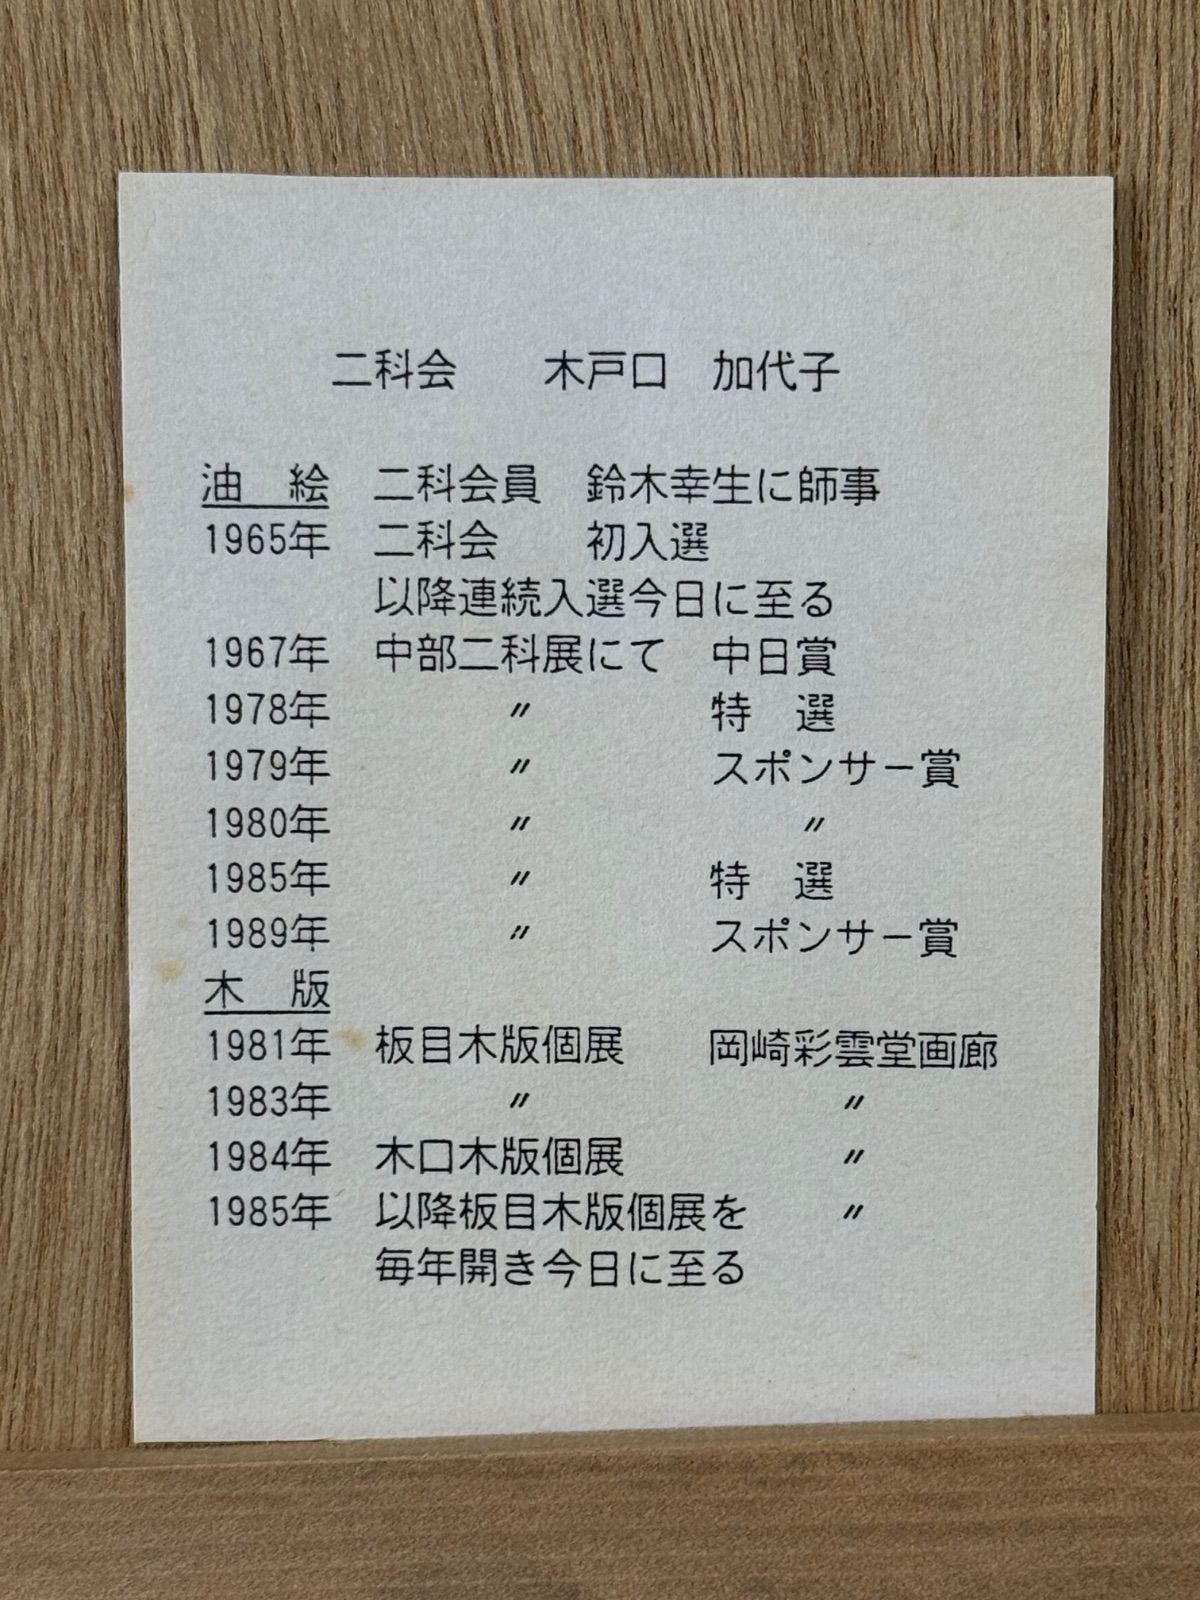 二科会　　木戸口　加代子
油　絵　二科会員　鈴木幸生に師事
1965年　二科会　　初入選
以降連続入選今日に至る
1967年　中部二科展にて　中日賞
1978年　　　〃　　　　特　選
1979年　　　〃　　　　スポンサー賞
1980年　　　〃　　　　　〃
1985年　　　〃　　　　特　選
1989年　　　〃　　　　スポンサー賞
木　版
1981年　板目木版個展　　岡崎彩雲堂画廊
1983年　　　〃　　　　　　〃
1984年　木口木版個展　　　　　〃
1985年　以降板目木版個展を　　〃
毎年開き今日に至る